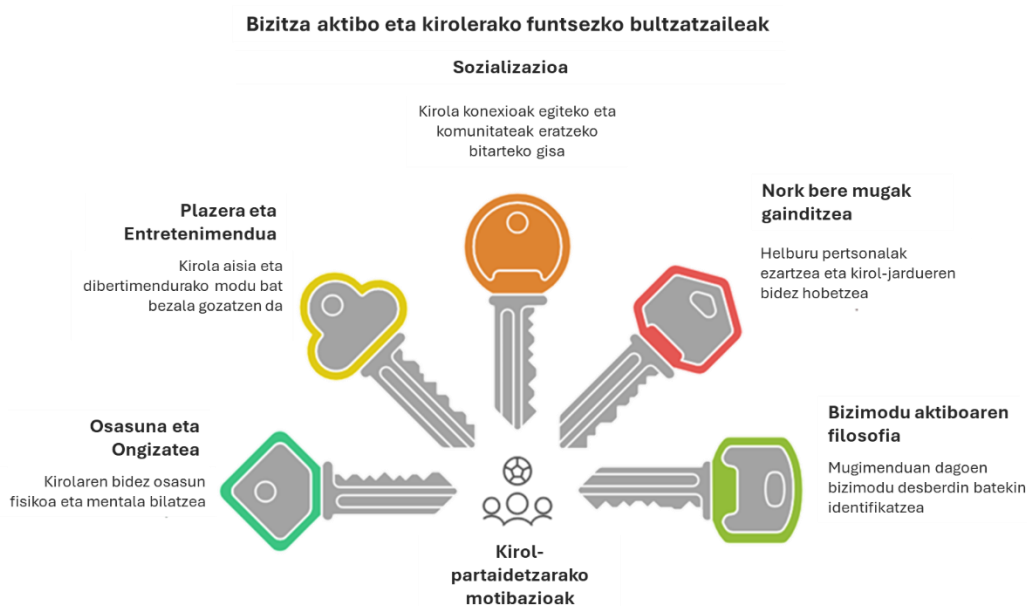 Bizitza aktibo eta kirolerako funtsezko bultzatzaileak
Sozializazioa
Kirola konexioak egiteko eta
komunitateak eratzeko
bitarteko gisa
Plazera eta
Entretenimendua
Kirola aisia eta
dibertimendurako modu bat
bezala gozatzen da
Nork bere mugak
gainditzea
Helburu pertsonalak
ezartzea eta kirol-jardueren
bidez hobetzea
Osasuna eta
Ongizatea
Kirolaren bidez osasun
fisikoa eta mentala bilatzea
Bizimodu aktiboaren
filosofia
Mugimenduan dagoen
bizimodu desberdin batekin
identifikatzea
Kirol-
partaidetzarako
motibazioak